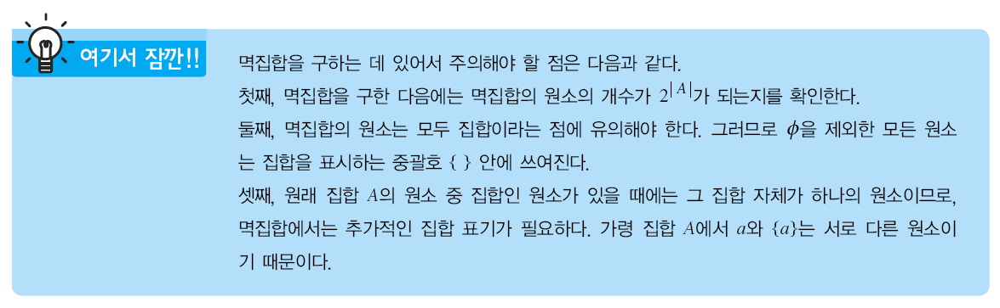 여기서 잠깐!!
멱집합을 구하는 데 있어서 주의해야 할 점은 다음과 같다.
첫째, 멱집합을 구한 다음에는 멱집합의 원소의 개수가 2|A|가 되는지를 확인한다.
둘째, 멱집합의 원소는 모두 집합이라는 점에 유의해야 한다. 그러므로 ϕ을 제외한 모든 원소
는 집합을 표시하는 중괄호 { } 안에 쓰여진다.
셋째, 원래 집합 A의 원소 중 집합인 원소가 있을 때에는 그 집합 자체가 하나의 원소이므로,
멱집합에서는 추가적인 집합 표기가 필요하다. 가령 집합 A에서 a와 {a}는 서로 다른 원소이
기 때문이다.